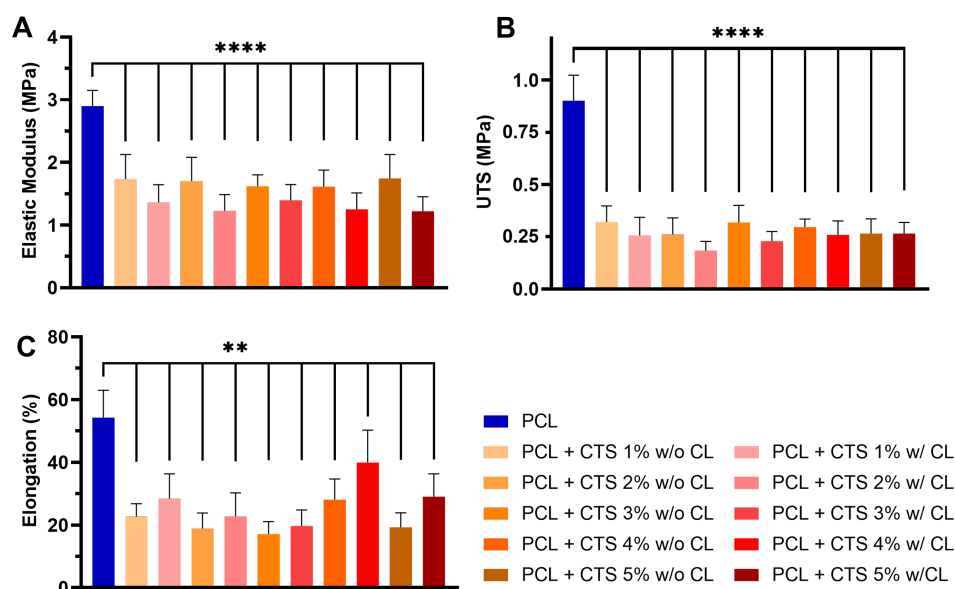 A
Elastic Modulus (MPa)
4
3
2
1
0
****
B
UTS (MPa)
1.0
0.75
0.5
0.25
0.0
****
C
Elongation (%)
80
60
40
20
0
**
PCL
PCL + CTS 1% w/o CL
PCL + CTS 1% w/ CL
PCL + CTS 2% w/o CL
PCL + CTS 2% w/ CL
PCL + CTS 3% w/o CL
PCL + CTS 3% w/ CL
PCL + CTS 4% w/o CL
PCL + CTS 4% w/ CL
PCL + CTS 5% w/o CL
PCL + CTS 5% w/CL